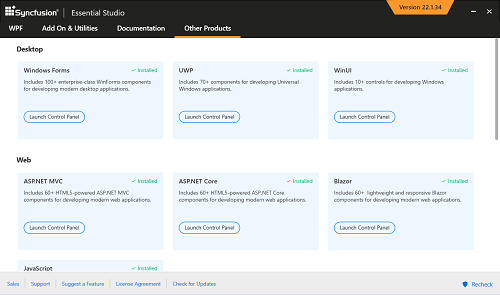 Syncfusion Essential Studio
Version 22.1.34
WPF Add On & Utilities Documentation Other Products
Desktop
Windows Forms ✓ Installed
Includes 100+ enterprise-class WinForms components
for developing modern desktop applications.
Launch Control Panel
UWP ✓ Installed
Includes 70+ components for developing Universal
Windows applications.
Launch Control Panel
WinUI ✓ Installed
Includes 10+ controls for developing Windows
applications.
Launch Control Panel
Web
ASP.NET MVC ✓ Installed
Includes 60+ HTML5-powered ASP.NET MVC
components for developing modern web applications.
Launch Control Panel
ASP.NET Core ✓ Installed
Includes 60+ HTML5-powered ASP.NET Core
components for developing modern web applications.
Launch Control Panel
Blazor ✓ Installed
Includes 60+ lightweight and responsive Blazor
components for developing modern web applications.
Launch Control Panel
JavaScript ✓ Installed
Sales Support Suggest a Feature License Agreement Check for Updates Recheck